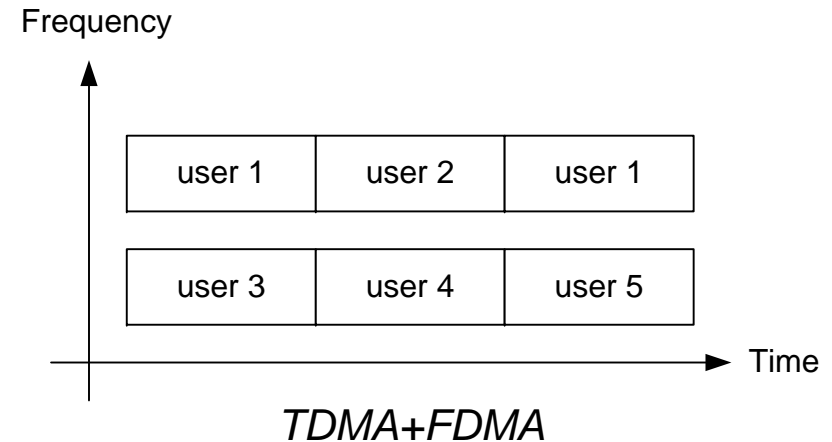 Frequency
user 1 user 2 user 1
user 3 user 4 user 5
Time
TDMA+FDMA